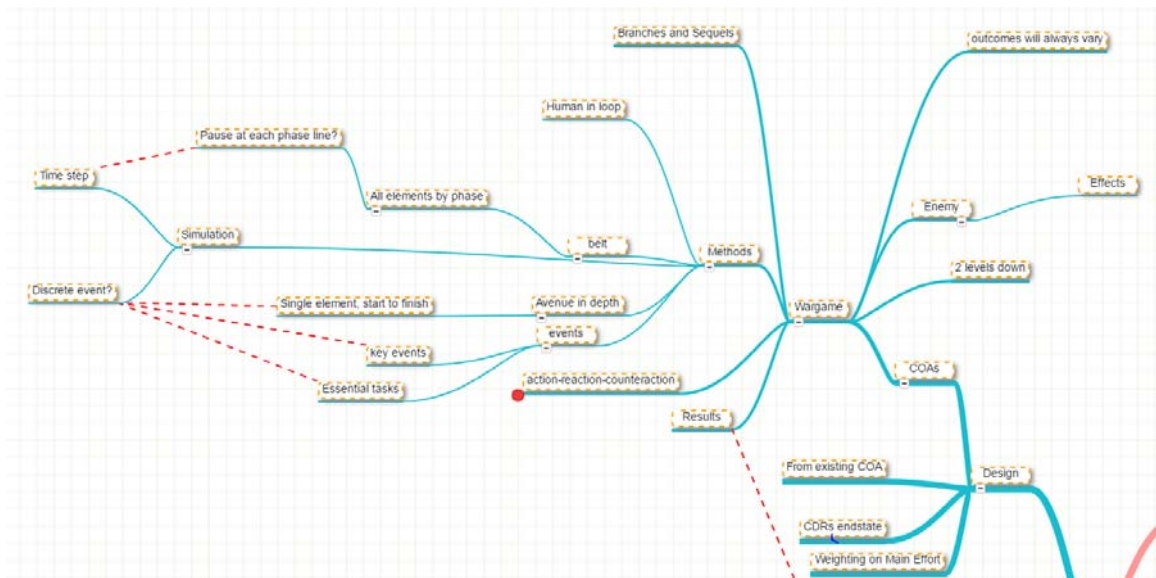 Branches and Sequels
outcomes will always vary
Human in loop
Pause at each phase line?
Time step
All elements by phase
Effects
Enemy
Simulation
belt
Methods
2 levels down
Discrete event?
Single element, start to finish
Avenue in depth
Wargame
events
key events
COAs
action-reaction-counteraction
Essential tasks
Results
From existing COA
Design
CDRs endstate
Weighting on Main Effort